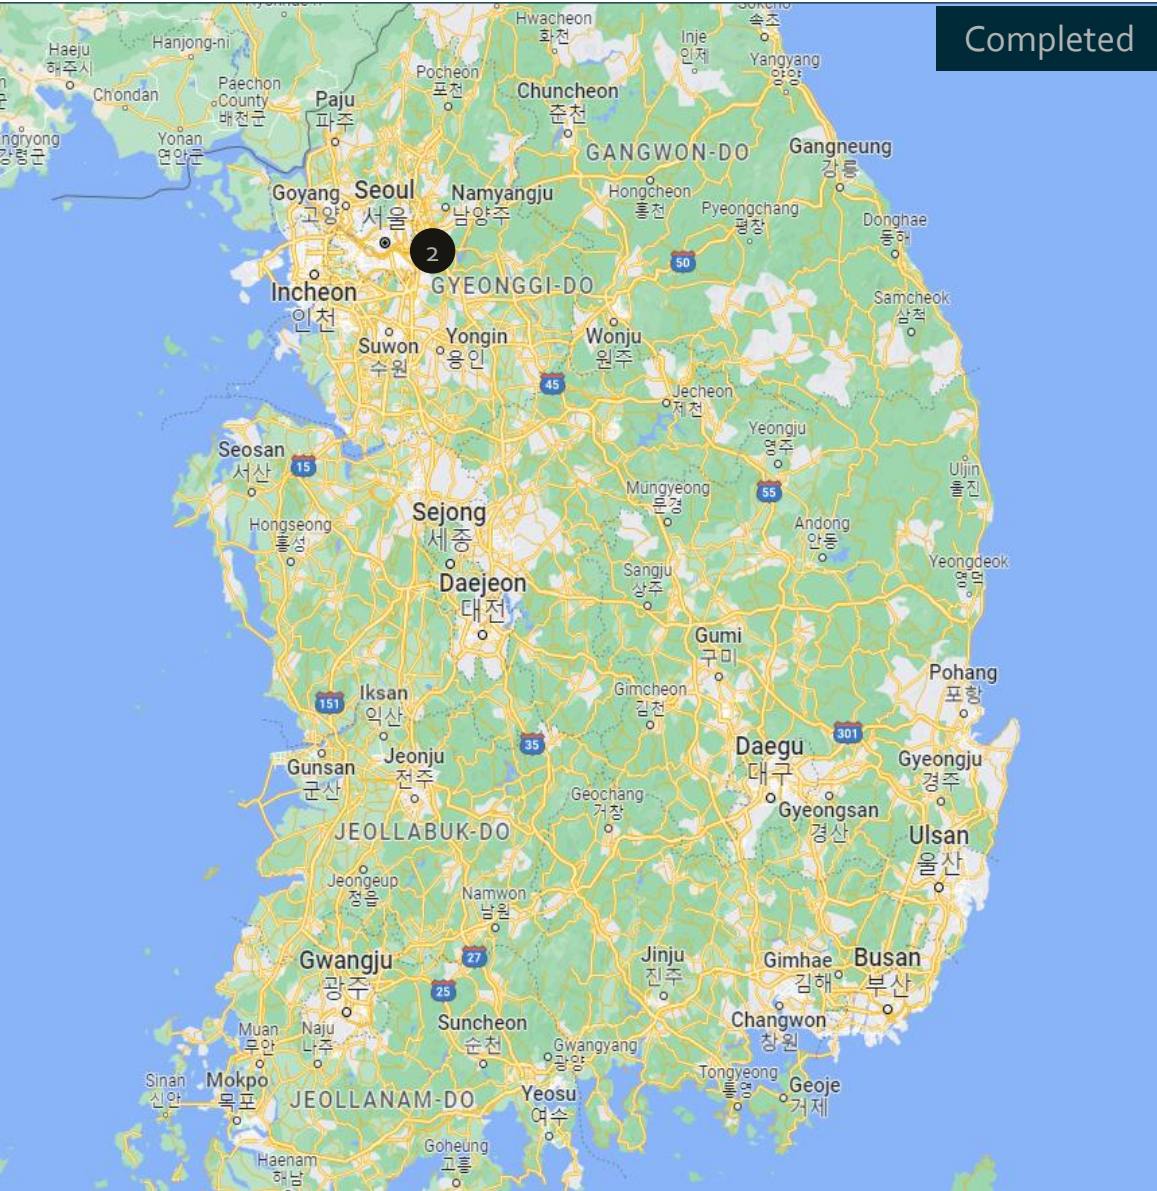 Completed
Hwacheon
화천
속초
Inje
인제
Yangyang
양양
Haeju
해주시
Hanjong-ni
Pocheon
포천
Chuncheon
춘천
Chondan
Paechon
County
배천군
Paju
파주
Yonan
연안군
강령군
GANGWON-DO
Gangneung
강릉
Goyang
고양
Seoul
서울
Namyangju
남양주
Hongcheon
홍천
Pyeongchang
평창
Donghae
동해
2
50
GYEONGGI-DO
Incheon
인천
Samcheok
삼척
Suwon
수원
Yongin
용인
Wonju
원주
45
Jecheon
제천
Yeongju
영주
Seosan
서산
15
Uljin
울진
Mungyeong
문경
55
Sejong
세종
Hongseong
홍성
Andong
안동
Sangju
상주
Yeongdeok
영덕
Daejeon
대전
Gumi
구미
Pohang
포항
Iksan
익산
151
Gimcheon
김천
35
301
Gunsan
군산
Jeonju
전주
Daegu
대구
Gyeongju
경주
Geochang
거창
Gyeongsan
경산
JEOLLABUK-DO
Ulsan
울산
Jeongeup
정읍
Namwon
남원
Gwangju
광주
27
25
Jinju
진주
Gimhae
김해
Busan
부산
Suncheon
순천
Changwon
창원
Muan
무안
Naju
나주
Gwangyang
광양
Sinan
신안
Mokpo
목포
JEOLLANAM-DO
Yeosu
여수
Tongyeong
통영
Geoje
거제
Goheung
고흥
Haenam
해남